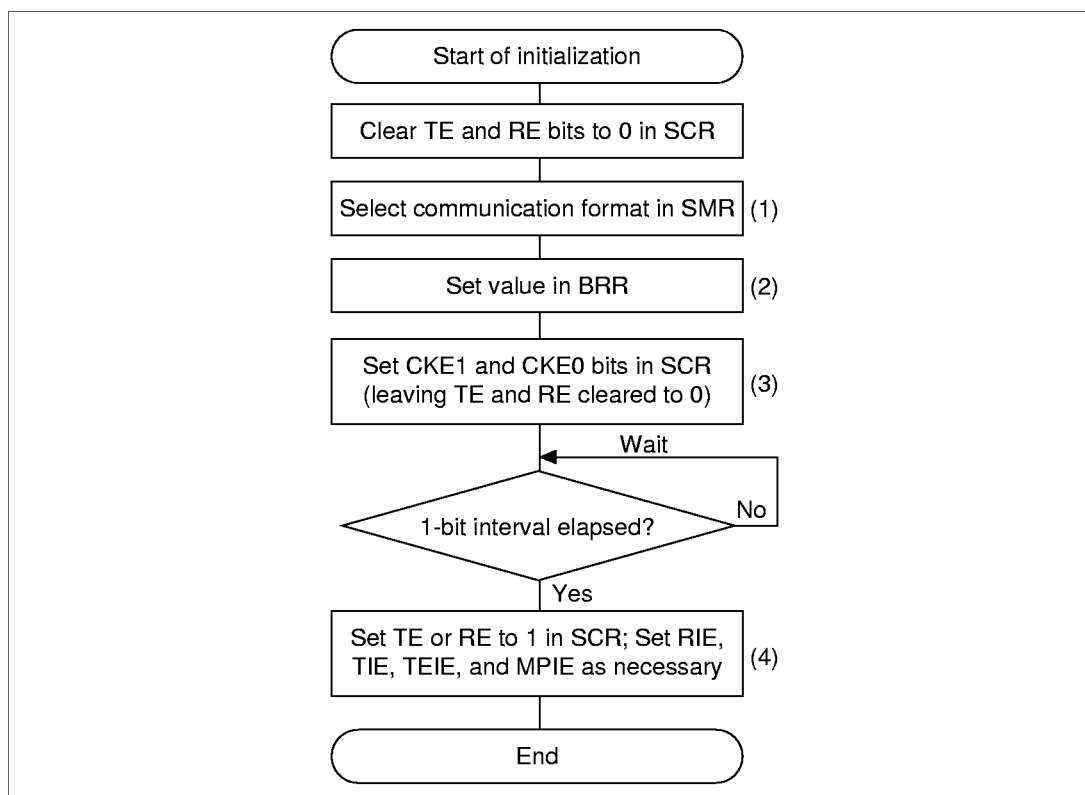 Start of initialization
Clear TE and RE bits to 0 in SCR
Select communication format in SMR
(1)
Set value in BRR
(2)
Set CKE1 and CKE0 bits in SCR
(leaving TE and RE cleared to 0)
(3)
Wait
No
1-bit interval elapsed?
Yes
Set TE or RE to 1 in SCR; Set RIE,
TIE, TEIE, and MPIE as necessary
(4)
End